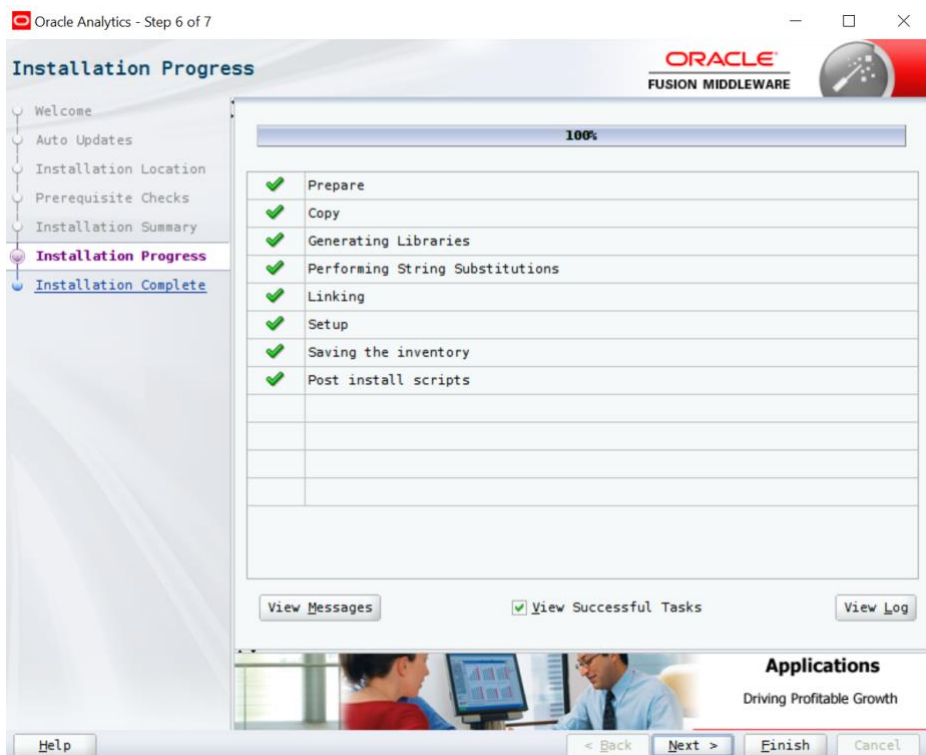 Oracle Analytics - Step 6 of 7
Installation Progress
ORACLE
FUSION MIDDLEWARE
Welcome
Auto Updates
Installation Location
Prerequisite Checks
Installation Summary
Installation Progress
Installation Complete
100%
Prepare
Copy
Generating Libraries
Performing String Substitutions
Linking
Setup
Saving the inventory
Post install scripts
View Messages
View Successful Tasks
View Log
Applications
Driving Profitable Growth
Help
< Back
Next >
Finish
Cancel